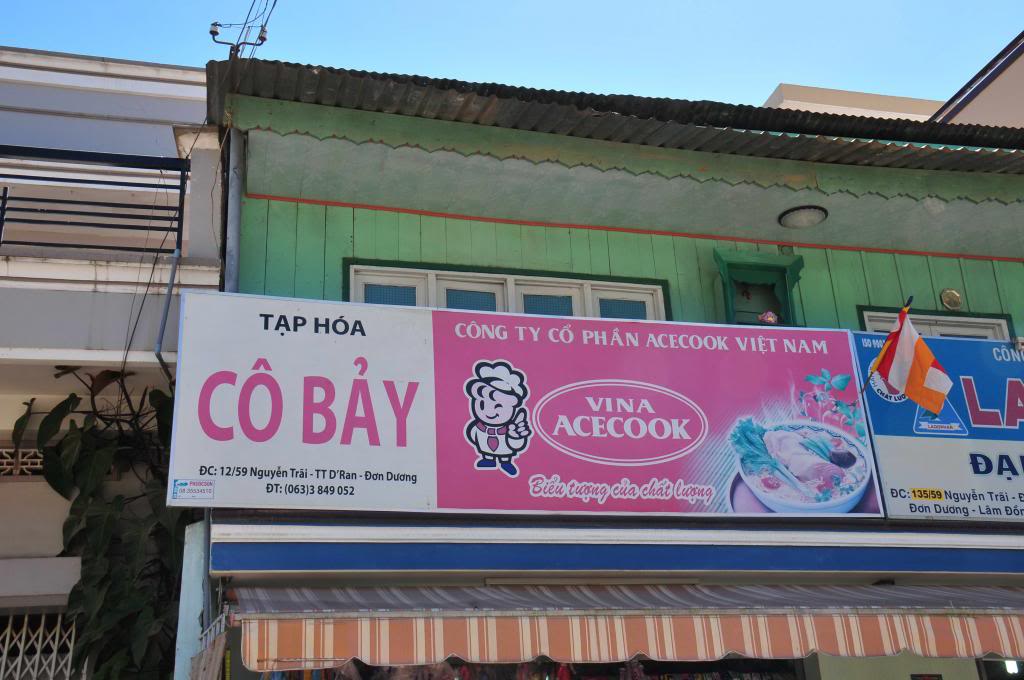 TẠP HÓA
CÔ BẢY
ĐC: 12/59 Nguyễn Trãi - TT D'Ran - Đơn Dương
ĐT: (063)3 849 052
CÔNG TY CỔ PHẦN ACECOOK VIỆT NAM
VINA
ACECOOK
Biểu tượng của chất lượng
CÔN
LA
ĐẠ
ĐC: 135/59 Nguyễn Trãi - Đ
Đơn Dương - Lâm Đồn